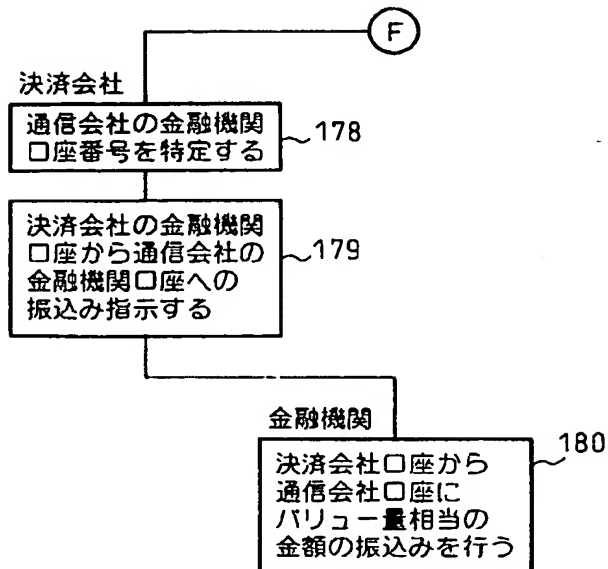 F
決済会社
通信会社の金融機関
口座番号を特定する
178
決済会社の金融機関
口座から通信会社の
金融機関口座への
振込み指示する
179
金融機関
決済会社口座から
通信会社口座に
バリュー量相当の
金額の振込みを行う
180